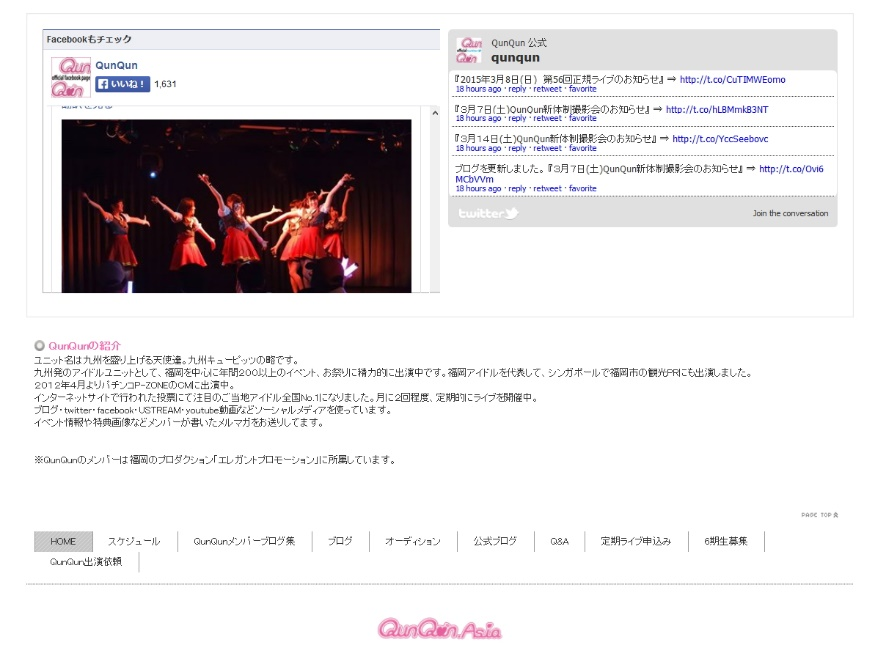 Facebookもチェック
QunQun
official facebook page
QunQun
いいね！ 1,631
QunQun 公式
qunqun
『2015年3月8日(日) 第56回正規ライブのお知らせ』 ⇒ http://t.co/CuTIMWEomo
18 hours ago · reply · retweet · favorite
『3月7日(土)QunQun新体制撮影会のお知らせ』 ⇒ http://t.co/hLBMmkB3NT
18 hours ago · reply · retweet · favorite
『3月14日(土)QunQun新体制撮影会のお知らせ』 ⇒ http://t.co/YccSeebovc
18 hours ago · reply · retweet · favorite
ブログを更新しました。『3月7日(土)QunQun新体制撮影会のお知らせ』 ⇒ http://t.co/Ovi6
MCbVVm
18 hours ago · reply · retweet · favorite
twitter
Join the conversation
QunQunの紹介
ユニット名は九州を盛り上げる天使達。九州キューピッツの略です。
九州発のアイドルユニットとして、福岡を中心に年間200以上のイベント、お祭りに精力的に出演中です。福岡アイドルを代表して、シンガポールで福岡市の観光PRにも出演しました。
2012年4月よりパチンコP-ZONEのCMに出演中。
インターネットサイトで行われた投票にて注目のご当地アイドル全国No.1になりました。月に2回程度、定期的にライブを開催中。
ブログ・twitter・facebook・USTREAM・youtube動画などソーシャルメディアを使っています。
イベント情報や特典画像などメンバーが書いたメルマガをお送りしてます。
※QunQunのメンバーは福岡のプロダクション「エレガントプロモーション」に所属しています。
PAGE TOP
HOME スケジュール QunQunメンバーブログ集 ブログ オーディション 公式ブログ Q&A 定期ライブ申込み 6期生募集
QunQun出演依頼
QunQun.Asia